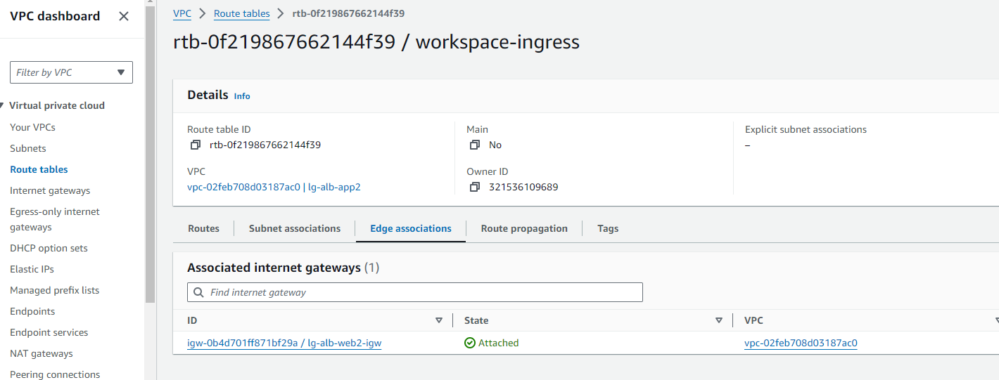 VPC dashboard
Filter by VPC
Virtual private cloud
Your VPCs
Subnets
Route tables
Internet gateways
Egress-only internet
gateways
DHCP option sets
Elastic IPs
Managed prefix lists
Endpoints
Endpoint services
NAT gateways
Peering connections
VPC > Route tables > rtb-0f219867662144f39
rtb-0f219867662144f39 / workspace-ingress
Details Info
Route table ID
rtb-0f219867662144f39
Main
No
Explicit subnet associations
–
VPC
vpc-02feb708d03187ac0 | lg-alb-app2
Owner ID
321536109689
Routes Subnet associations Edge associations Route propagation Tags
Associated internet gateways (1)
Find internet gateway
ID State VPC
igw-0b4d701ff871bf29a / lg-alb-web2-igw Attached vpc-02feb708d03187ac0